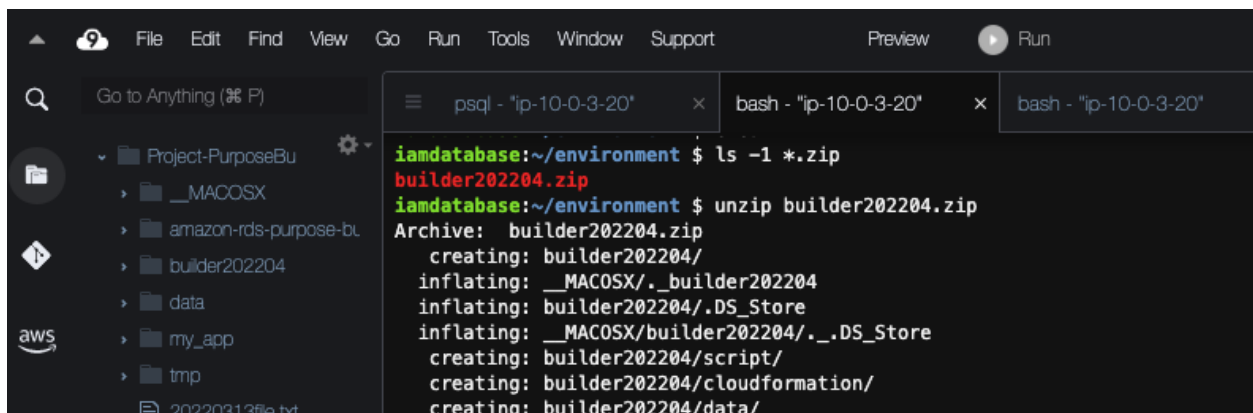 9 File Edit Find View Go Run Tools Window Support Preview Run
Go to Anything (⌘ P)
psql - "ip-10-0-3-20" × bash - "ip-10-0-3-20" × bash - "ip-10-0-3-20"
Project-PurposeBu
__MACOSX
amazon-rds-purpose-bu
builder202204
data
my_app
tmp
20220313file.txt
aws
iamdatabase:~/environment $ ls -1 *.zip
builder202204.zip
iamdatabase:~/environment $ unzip builder202204.zip
Archive:  builder202204.zip
   creating: builder202204/
  inflating: __MACOSX/._builder202204
  inflating: builder202204/.DS_Store
  inflating: __MACOSX/builder202204/._.DS_Store
   creating: builder202204/script/
   creating: builder202204/cloudformation/
   creating: builder202204/data/